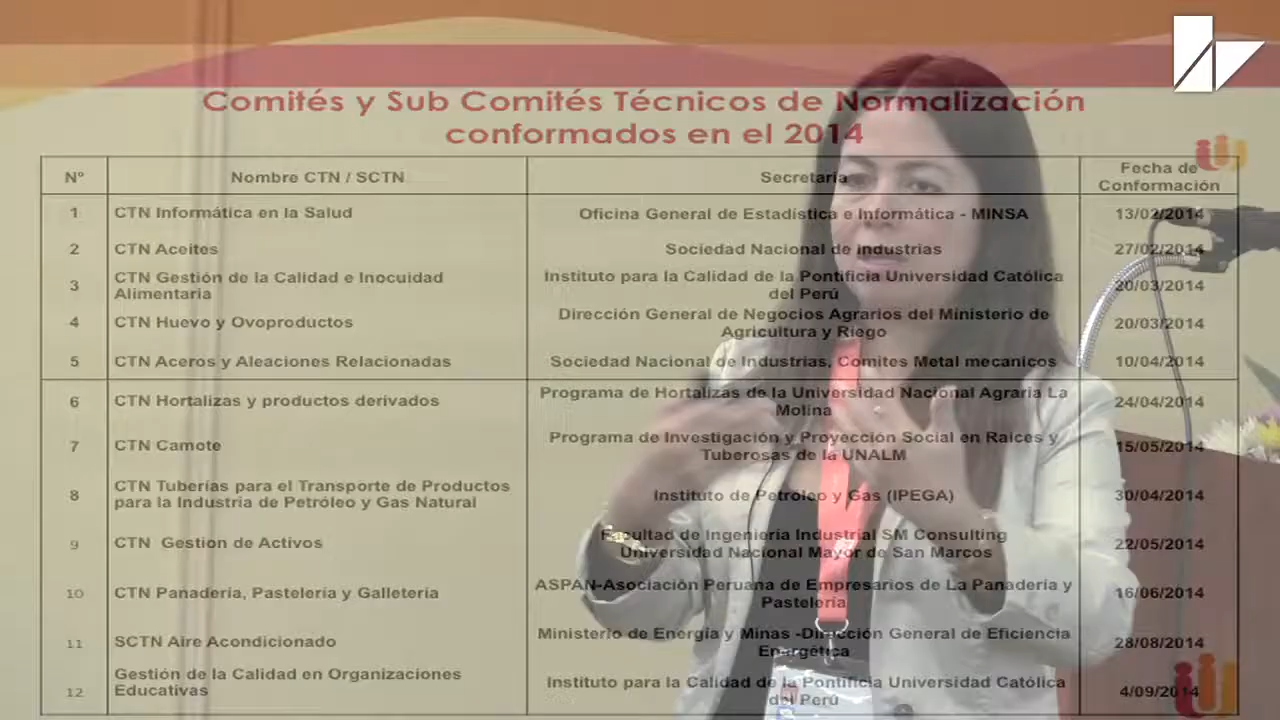 Comités y Sub Comités Técnicos de Normalización
conformados en el 2014
Nº Nombre CTN / SCTN Secretaría Fecha de
Conformación
1 CTN Informática en la Salud Oficina General de Estadística e Informática - MINSA 13/02/2014
2 CTN Aceites Sociedad Nacional de industrias 27/02/2014
3 CTN Gestión de la Calidad e Inocuidad
Alimentaria Instituto para la Calidad de la Pontificia Universidad Católica
del Perú 20/03/2014
4 CTN Huevo y Ovoproductos Dirección General de Negocios Agrarios del Ministerio de
Agricultura y Riego 20/03/2014
5 CTN Aceros y Aleaciones Relacionadas Sociedad Nacional de Industrias, Comites Metal mecanicos 10/04/2014
6 CTN Hortalizas y productos derivados Programa de Hortalizas de la Universidad Nacional Agraria La
Molina 24/04/2014
7 CTN Camote Programa de Investigación y Proyección Social en Raices y
Tuberosas de la UNALM 15/05/2014
8 CTN Tuberías para el Transporte de Productos
para la Industria de Petróleo y Gas Natural Instituto de Petroleo y Gas (IPEGA) 30/04/2014
9 CTN Gestion de Activos Facultad de Ingeniería Industrial SM Consulting
Universidad Nacional Mayor de San Marcos 22/05/2014
10 CTN Panadería, Pastelería y Galletería ASPAN-Asociación Peruana de Empresarios de La Panadería y
Pastelería 16/06/2014
11 SCTN Aire Acondicionado Ministerio de Energía y Minas -Dirección General de Eficiencia
Energética 28/08/2014
12 Gestión de la Calidad en Organizaciones
Educativas Instituto para la Calidad de la Pontificia Universidad Católica
del Perú 4/09/2014